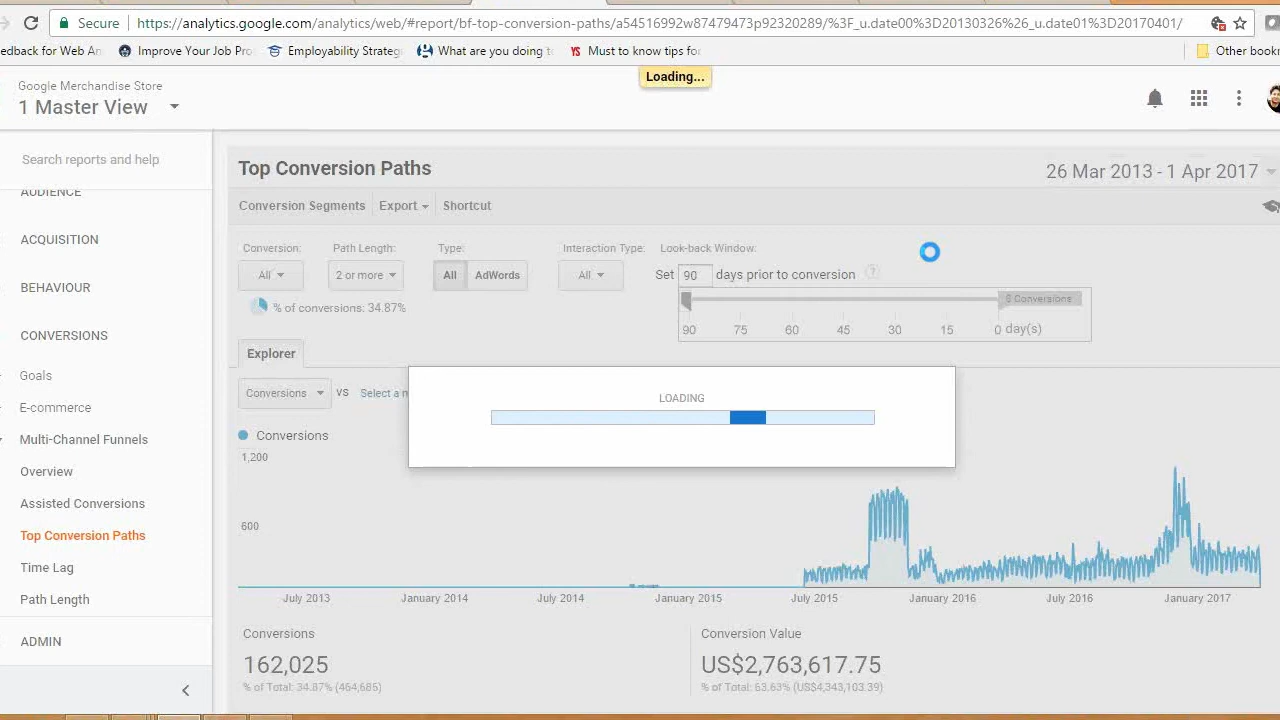 Secure
https://analytics.google.com/analytics/web/#report/bf-top-conversion-paths/a54516992w87479473p92320289/%3F_u.date00%3D20130326%26_u.date01%3D20170401/
edback for Web An
Improve Your Job Pro
Employability Strateg
What are you doing t
Must to know tips for
Other book
Loading...
Google Merchandise Store
1 Master View
Search reports and help
AUDIENCE
ACQUISITION
BEHAVIOUR
CONVERSIONS
Goals
E-commerce
Multi-Channel Funnels
Overview
Assisted Conversions
Top Conversion Paths
Time Lag
Path Length
ADMIN
Top Conversion Paths
26 Mar 2013 - 1 Apr 2017
Conversion Segments
Export
Shortcut
Conversion:
Path Length:
Type:
Interaction Type:
Look-back Window:
All
2 or more
All
AdWords
All
Set 90 days prior to conversion ?
% of conversions: 34.87%
Conversions
90 75 60 45 30 15 0 day(s)
Explorer
Conversions
VS
Select a
LOADING
Conversions
1,200
600
July 2013
January 2014
July 2014
January 2015
July 2015
January 2016
July 2016
January 2017
Conversions
162,025
% of Total: 34.87% (464,685)
Conversion Value
US$2,763,617.75
% of Total: 63.63% (US$4,343,103.39)